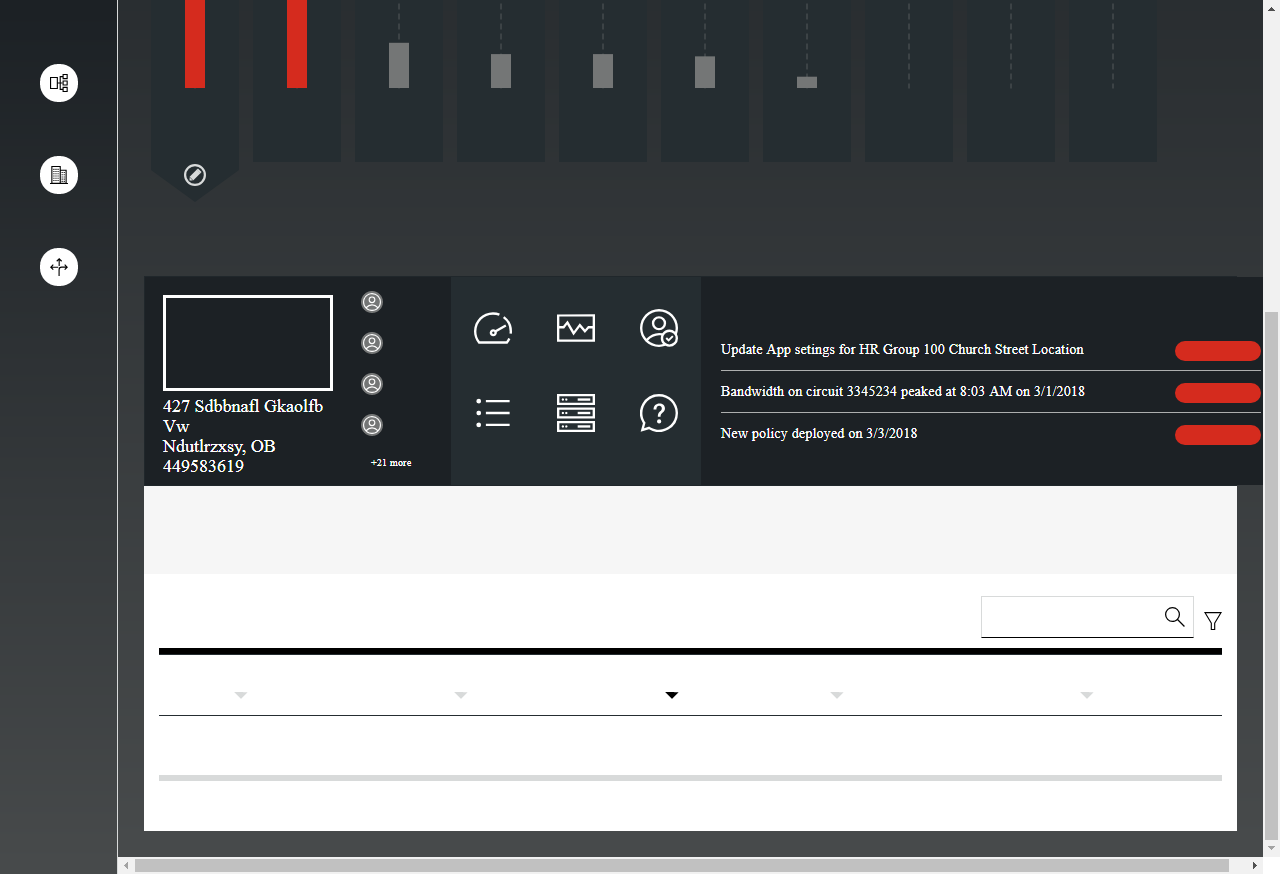 427 Sdbbnafl Gkaolfb
Vw
Ndutlrzxsy, OB
449583619
+21 more
Update App setings for HR Group 100 Church Street Location
Bandwidth on circuit 3345234 peaked at 8:03 AM on 3/1/2018
New policy deployed on 3/3/2018